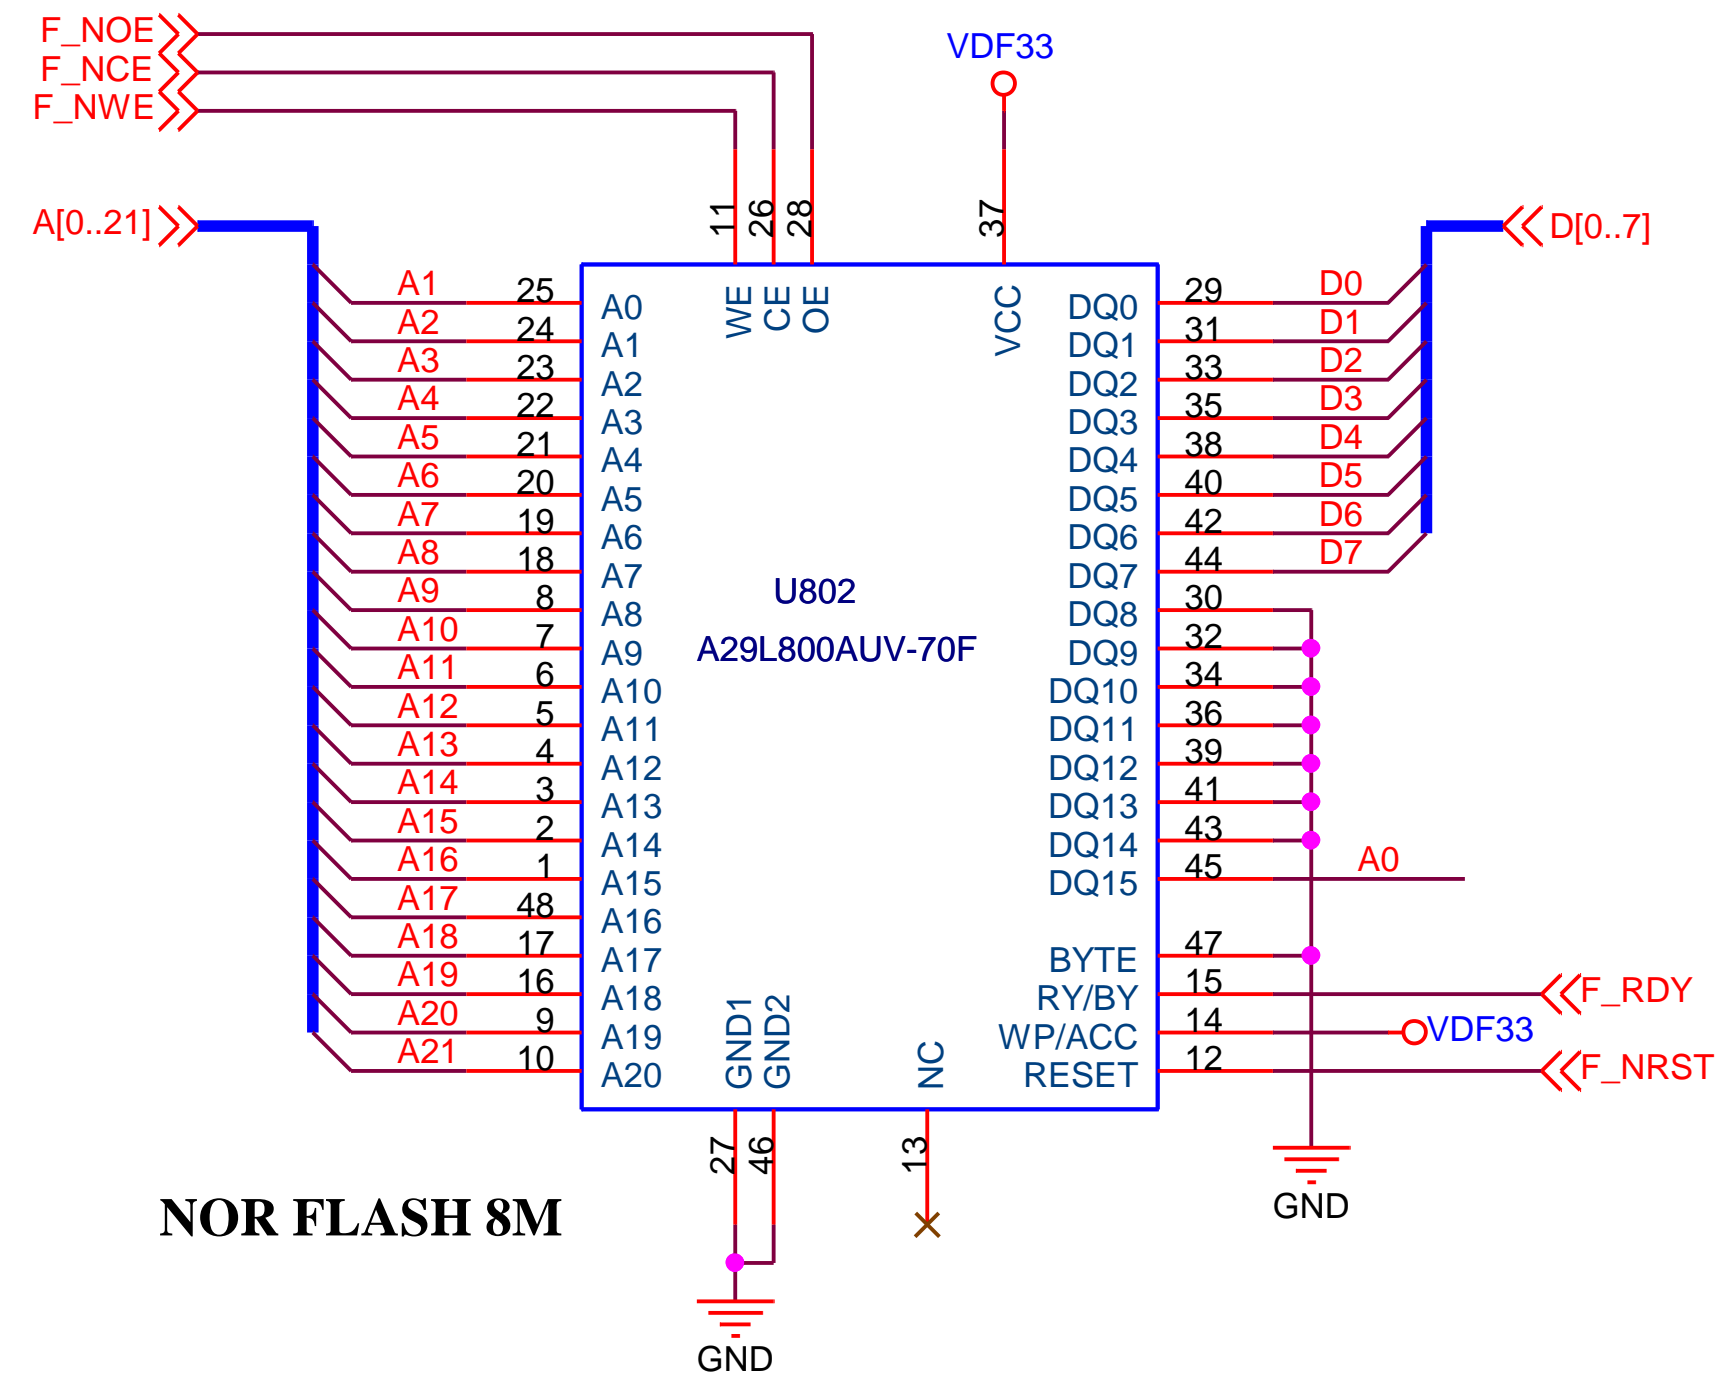 F_NOE
F_NCE
F_NWE
VDF33
A[0..21]
D[0..7]
11 26 28 37
WE CE OE VCC
A1 25 A0 DQ0 29 D0
A2 24 A1 DQ1 31 D1
A3 23 A2 DQ2 33 D2
A4 22 A3 DQ3 35 D3
A5 21 A4 DQ4 38 D4
A6 20 A5 DQ5 40 D5
A7 19 A6 DQ6 42 D6
A8 18 A7 DQ7 44 D7
A9 8 A8 DQ8 30
U802
A10 7 A9 DQ9 32
A29L800AUV-70F
A11 6 A10 DQ10 34
A12 5 A11 DQ11 36
A13 4 A12 DQ12 39
A14 3 A13 DQ13 41
A15 2 A14 DQ14 43
A16 1 A15 DQ15 45 A0
A17 48 A16
A18 17 A17 BYTE 47
A19 16 A18 RY/BY 15 F_RDY
A20 9 A19 WP/ACC 14 VDF33
A21 10 A20 RESET 12 F_NRST
GND1 GND2 NC
27 46 13
GND
NOR FLASH 8M
GND